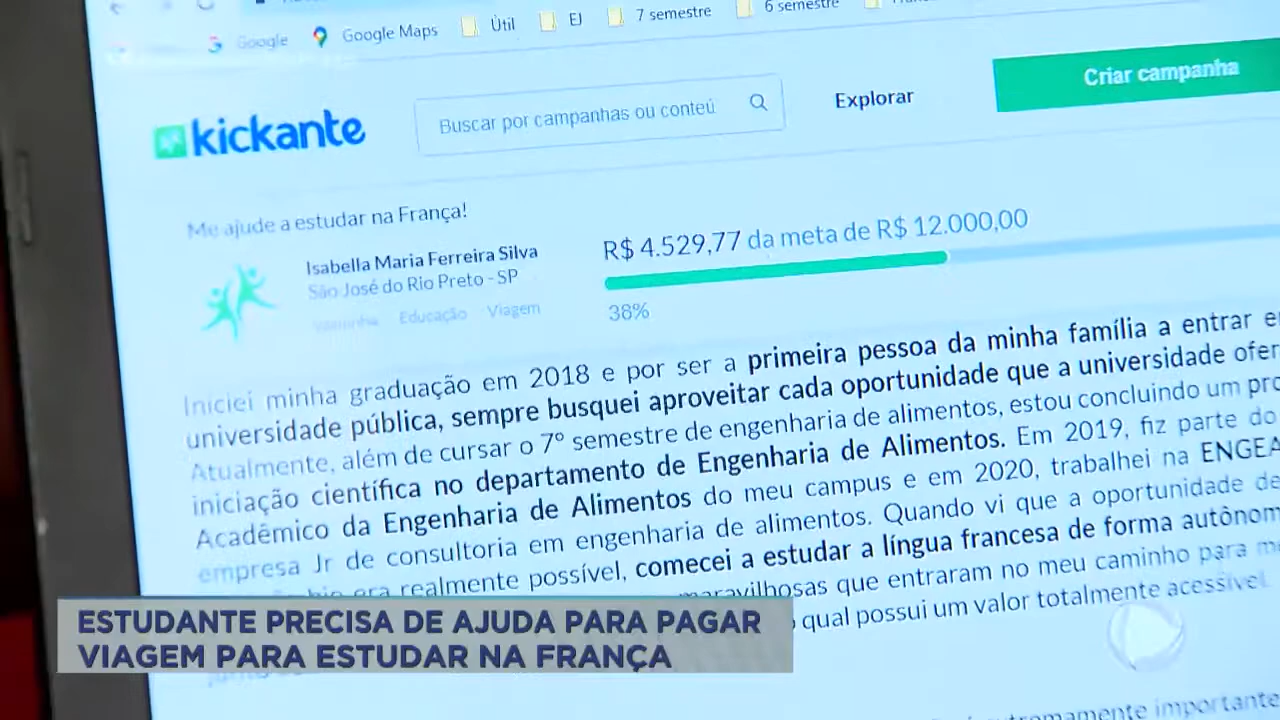 Google
Google Maps
Útil
EJ
7 semestre
6 semestre
kickante
Buscar por campanhas ou conteú
Explorar
Criar campanha
Me ajude a estudar na França!
Isabella Maria Ferreira Silva
São José do Rio Preto - SP
Educação
Viagem
R$ 4.529,77 da meta de R$ 12.000,00
38%
Iniciei minha graduação em 2018 e por ser a primeira pessoa da minha família a entrar e
universidade pública, sempre busquei aproveitar cada oportunidade que a universidade ofer
Atualmente, além de cursar o 7º semestre de engenharia de alimentos, estou concluindo um pro
iniciação científica no departamento de Engenharia de Alimentos. Em 2019, fiz parte do
Acadêmico da Engenharia de Alimentos do meu campus e em 2020, trabalhei na ENGEA
empresa Jr de consultoria em engenharia de alimentos. Quando vi que a oportunidade de
era realmente possível, comecei a estudar a língua francesa de forma autônom
maravilhosas que entraram no meu caminho para m
qual possui um valor totalmente acessível.
importante
ESTUDANTE PRECISA DE AJUDA PARA PAGAR
VIAGEM PARA ESTUDAR NA FRANÇA